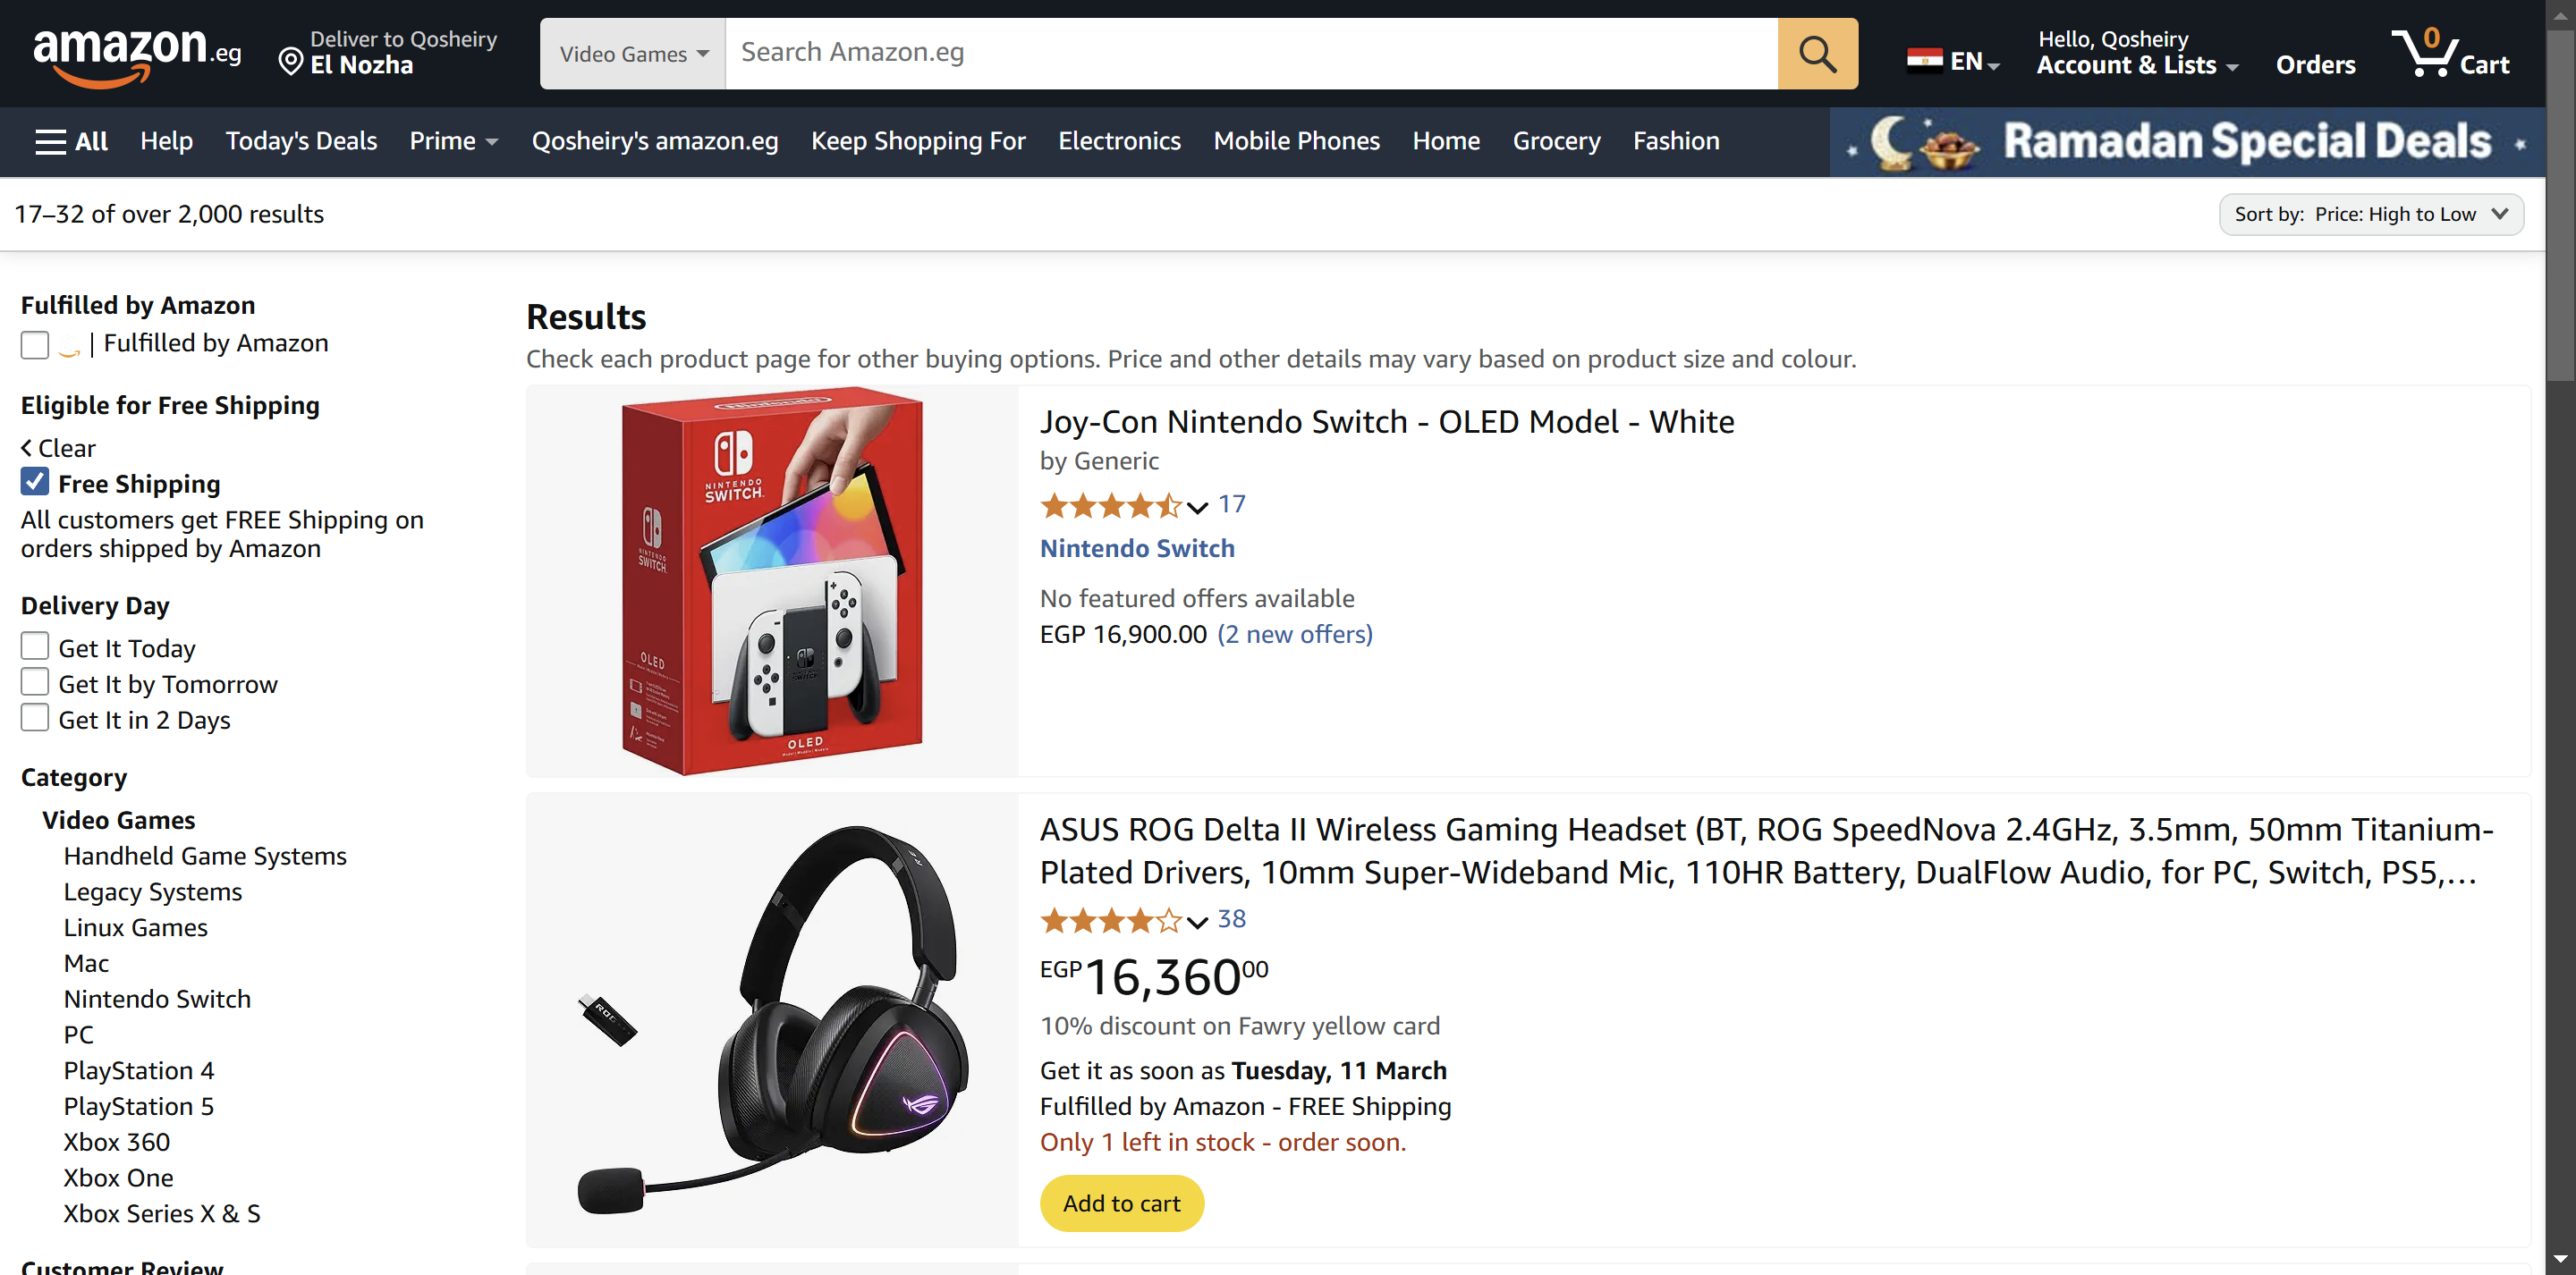 amazon.eg
Deliver to Qosheiry
El Nozha
Video Games
Search Amazon.eg
EN
Hello, Qosheiry
Account & Lists
Orders
0
Cart
All
Help
Today's Deals
Prime
Qosheiry's amazon.eg
Keep Shopping For
Electronics
Mobile Phones
Home
Grocery
Fashion
Ramadan Special Deals
17–32 of over 2,000 results
Sort by: Price: High to Low
Fulfilled by Amazon
| Fulfilled by Amazon
Eligible for Free Shipping
Clear
Free Shipping
All customers get FREE Shipping on
orders shipped by Amazon
Delivery Day
Get It Today
Get It by Tomorrow
Get It in 2 Days
Category
Video Games
Handheld Game Systems
Legacy Systems
Linux Games
Mac
Nintendo Switch
PC
PlayStation 4
PlayStation 5
Xbox 360
Xbox One
Xbox Series X & S
Customer Review
Results
Check each product page for other buying options. Price and other details may vary based on product size and colour.
Nintendo
NINTENDO
SWITCH
NINTENDO
SWITCH
OLED
OLED
Joy-Con Nintendo Switch - OLED Model - White
by Generic
17
Nintendo Switch
No featured offers available
EGP 16,900.00 (2 new offers)
ROG
ASUS ROG Delta II Wireless Gaming Headset (BT, ROG SpeedNova 2.4GHz, 3.5mm, 50mm Titanium-
Plated Drivers, 10mm Super-Wideband Mic, 110HR Battery, DualFlow Audio, for PC, Switch, PS5,…
38
EGP16,36000
10% discount on Fawry yellow card
Get it as soon as Tuesday, 11 March
Fulfilled by Amazon - FREE Shipping
Only 1 left in stock - order soon.
Add to cart